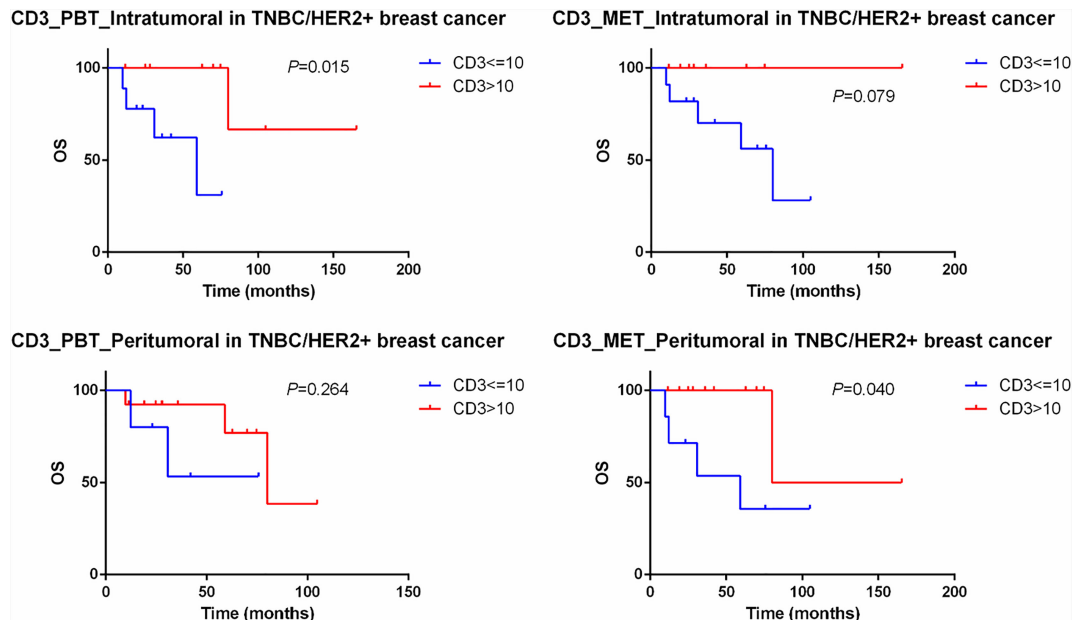 CD3_PBT_Intratumoral in TNBC/HER2+ breast cancer
100
50
0
OS
0 50 100 150 200
Time (months)
P=0.015
CD3<=10
CD3>10
CD3_MET_Intratumoral in TNBC/HER2+ breast cancer
100
50
0
OS
0 50 100 150 200
Time (months)
P=0.079
CD3<=10
CD3>10
CD3_PBT_Peritumoral in TNBC/HER2+ breast cancer
100
50
0
OS
0 50 100 150
Time (months)
P=0.264
CD3<=10
CD3>10
CD3_MET_Peritumoral in TNBC/HER2+ breast cancer
100
50
0
OS
0 50 100 150 200
Time (months)
P=0.040
CD3<=10
CD3>10